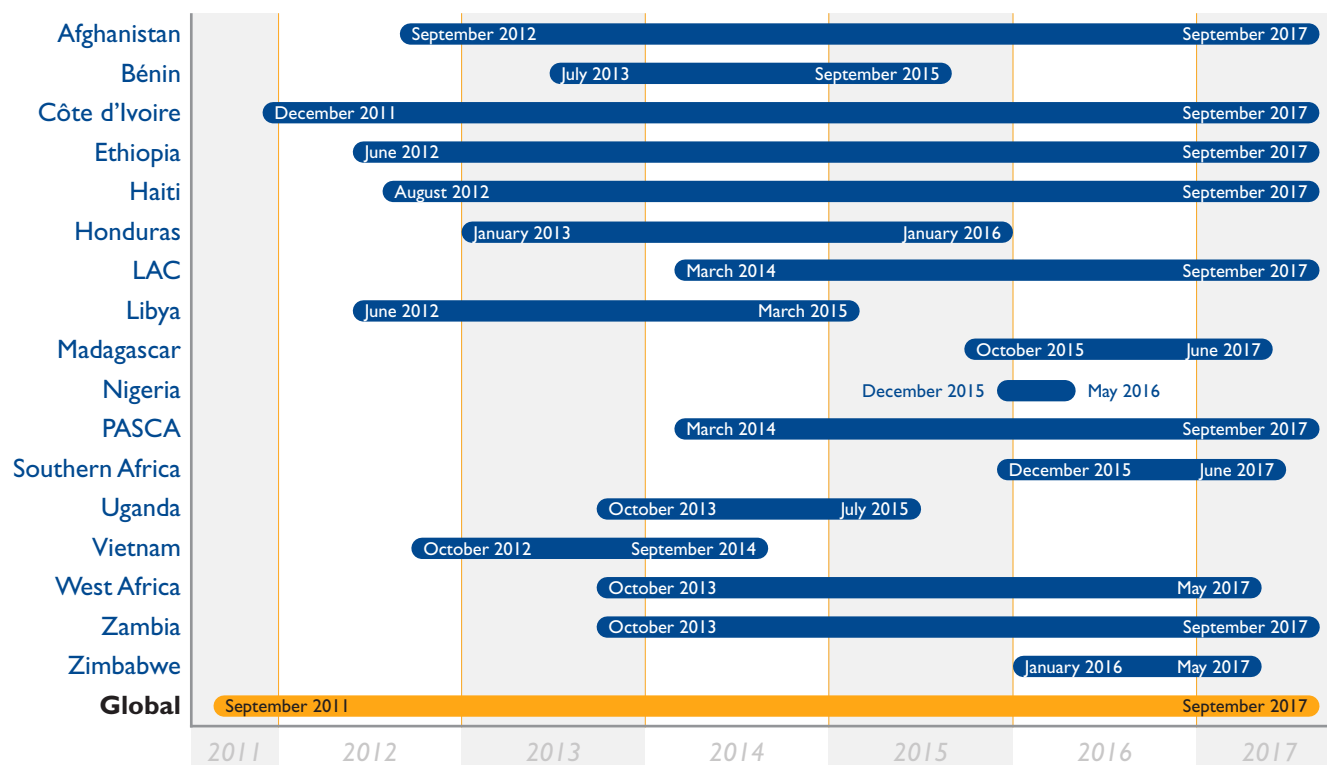 Afghanistan September 2012 September 2017
Bénin July 2013 September 2015
Côte d’Ivoire December 2011 September 2017
Ethiopia June 2012 September 2017
Haiti August 2012 September 2017
Honduras January 2013 January 2016
LAC March 2014 September 2017
Libya June 2012 March 2015
Madagascar October 2015 June 2017
Nigeria December 2015 May 2016
PASCA March 2014 September 2017
Southern Africa December 2015 June 2017
Uganda October 2013 July 2015
Vietnam October 2012 September 2014
West Africa October 2013 May 2017
Zambia October 2013 September 2017
Zimbabwe January 2016 May 2017
Global September 2011 September 2017
2011 2012 2013 2014 2015 2016 2017